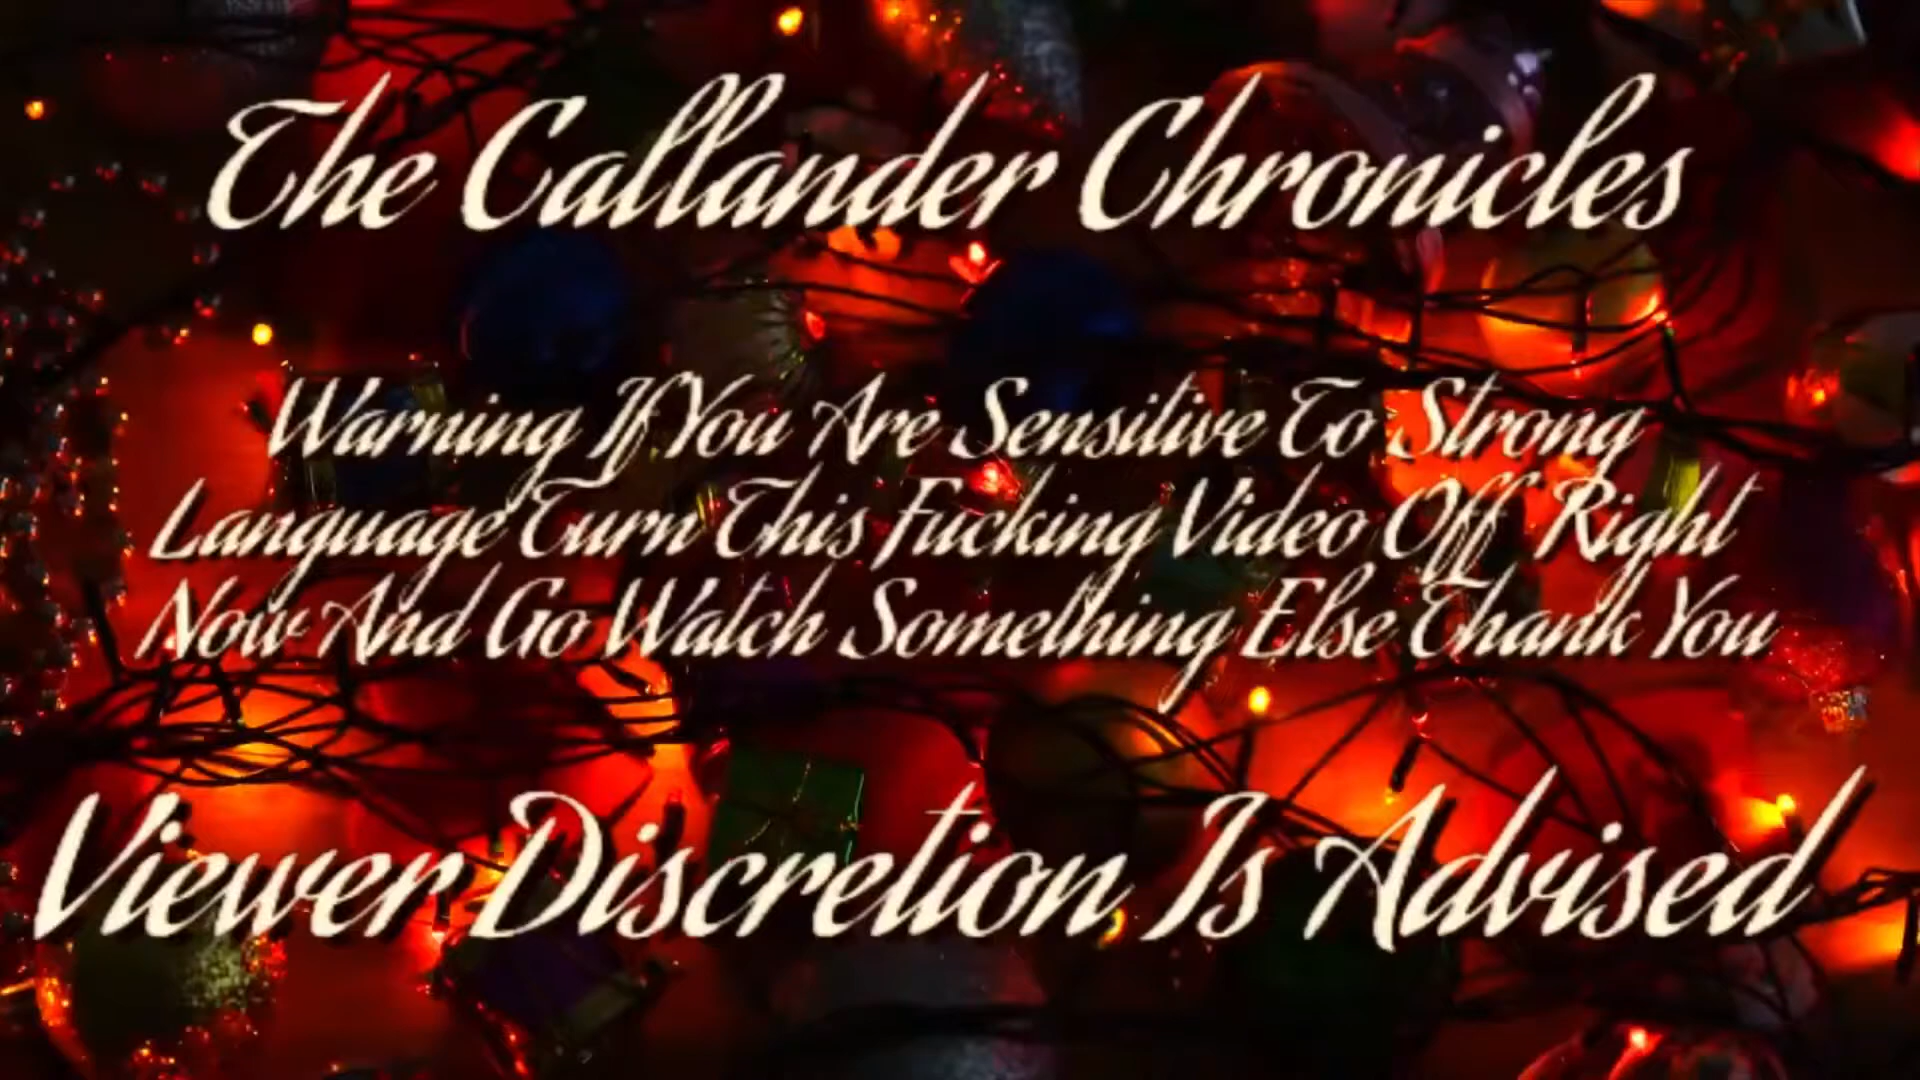 The Callander Chronicles
Warning If You Are Sensitive To Strong
Language Turn This Fucking Video Off Right
Now And Go Watch Something Else Thank You
Viewer Discretion Is Advised